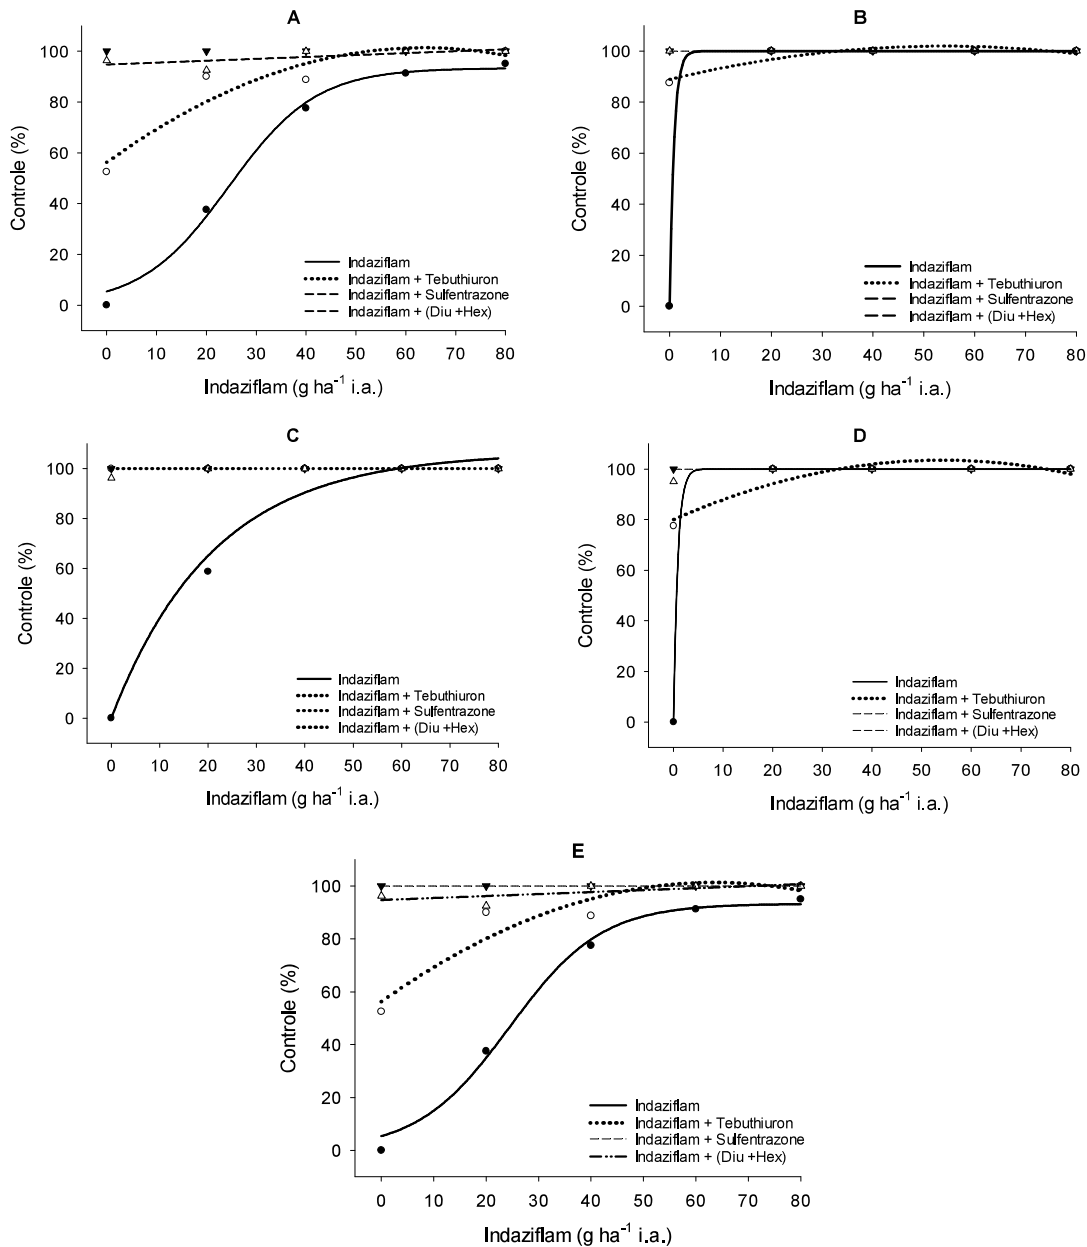 A
100
80
60
40
20
0
Controle (%)
Indaziflam
Indaziflam + Tebuthiuron
Indaziflam + Sulfentrazone
Indaziflam + (Diu +Hex)
0 10 20 30 40 50 60 70 80
Indaziflam (g ha⁻¹ i.a.)
B
100
80
60
40
20
0
Controle (%)
Indaziflam
Indaziflam + Tebuthiuron
Indaziflam + Sulfentrazone
Indaziflam + (Diu +Hex)
0 10 20 30 40 50 60 70 80
Indaziflam (g ha⁻¹ i.a.)
C
100
80
60
40
20
0
Controle (%)
Indaziflam
Indaziflam + Tebuthiuron
Indaziflam + Sulfentrazone
Indaziflam + (Diu +Hex)
0 10 20 30 40 50 60 70 80
Indaziflam (g ha⁻¹ i.a.)
D
100
80
60
40
20
0
Controle (%)
Indaziflam
Indaziflam + Tebuthiuron
Indaziflam + Sulfentrazone
Indaziflam + (Diu +Hex)
0 10 20 30 40 50 60 70 80
Indaziflam (g ha⁻¹ i.a.)
E
100
80
60
40
20
0
Controle (%)
Indaziflam
Indaziflam + Tebuthiuron
Indaziflam + Sulfentrazone
Indaziflam + (Diu +Hex)
0 10 20 30 40 50 60 70 80
Indaziflam (g ha⁻¹ i.a.)